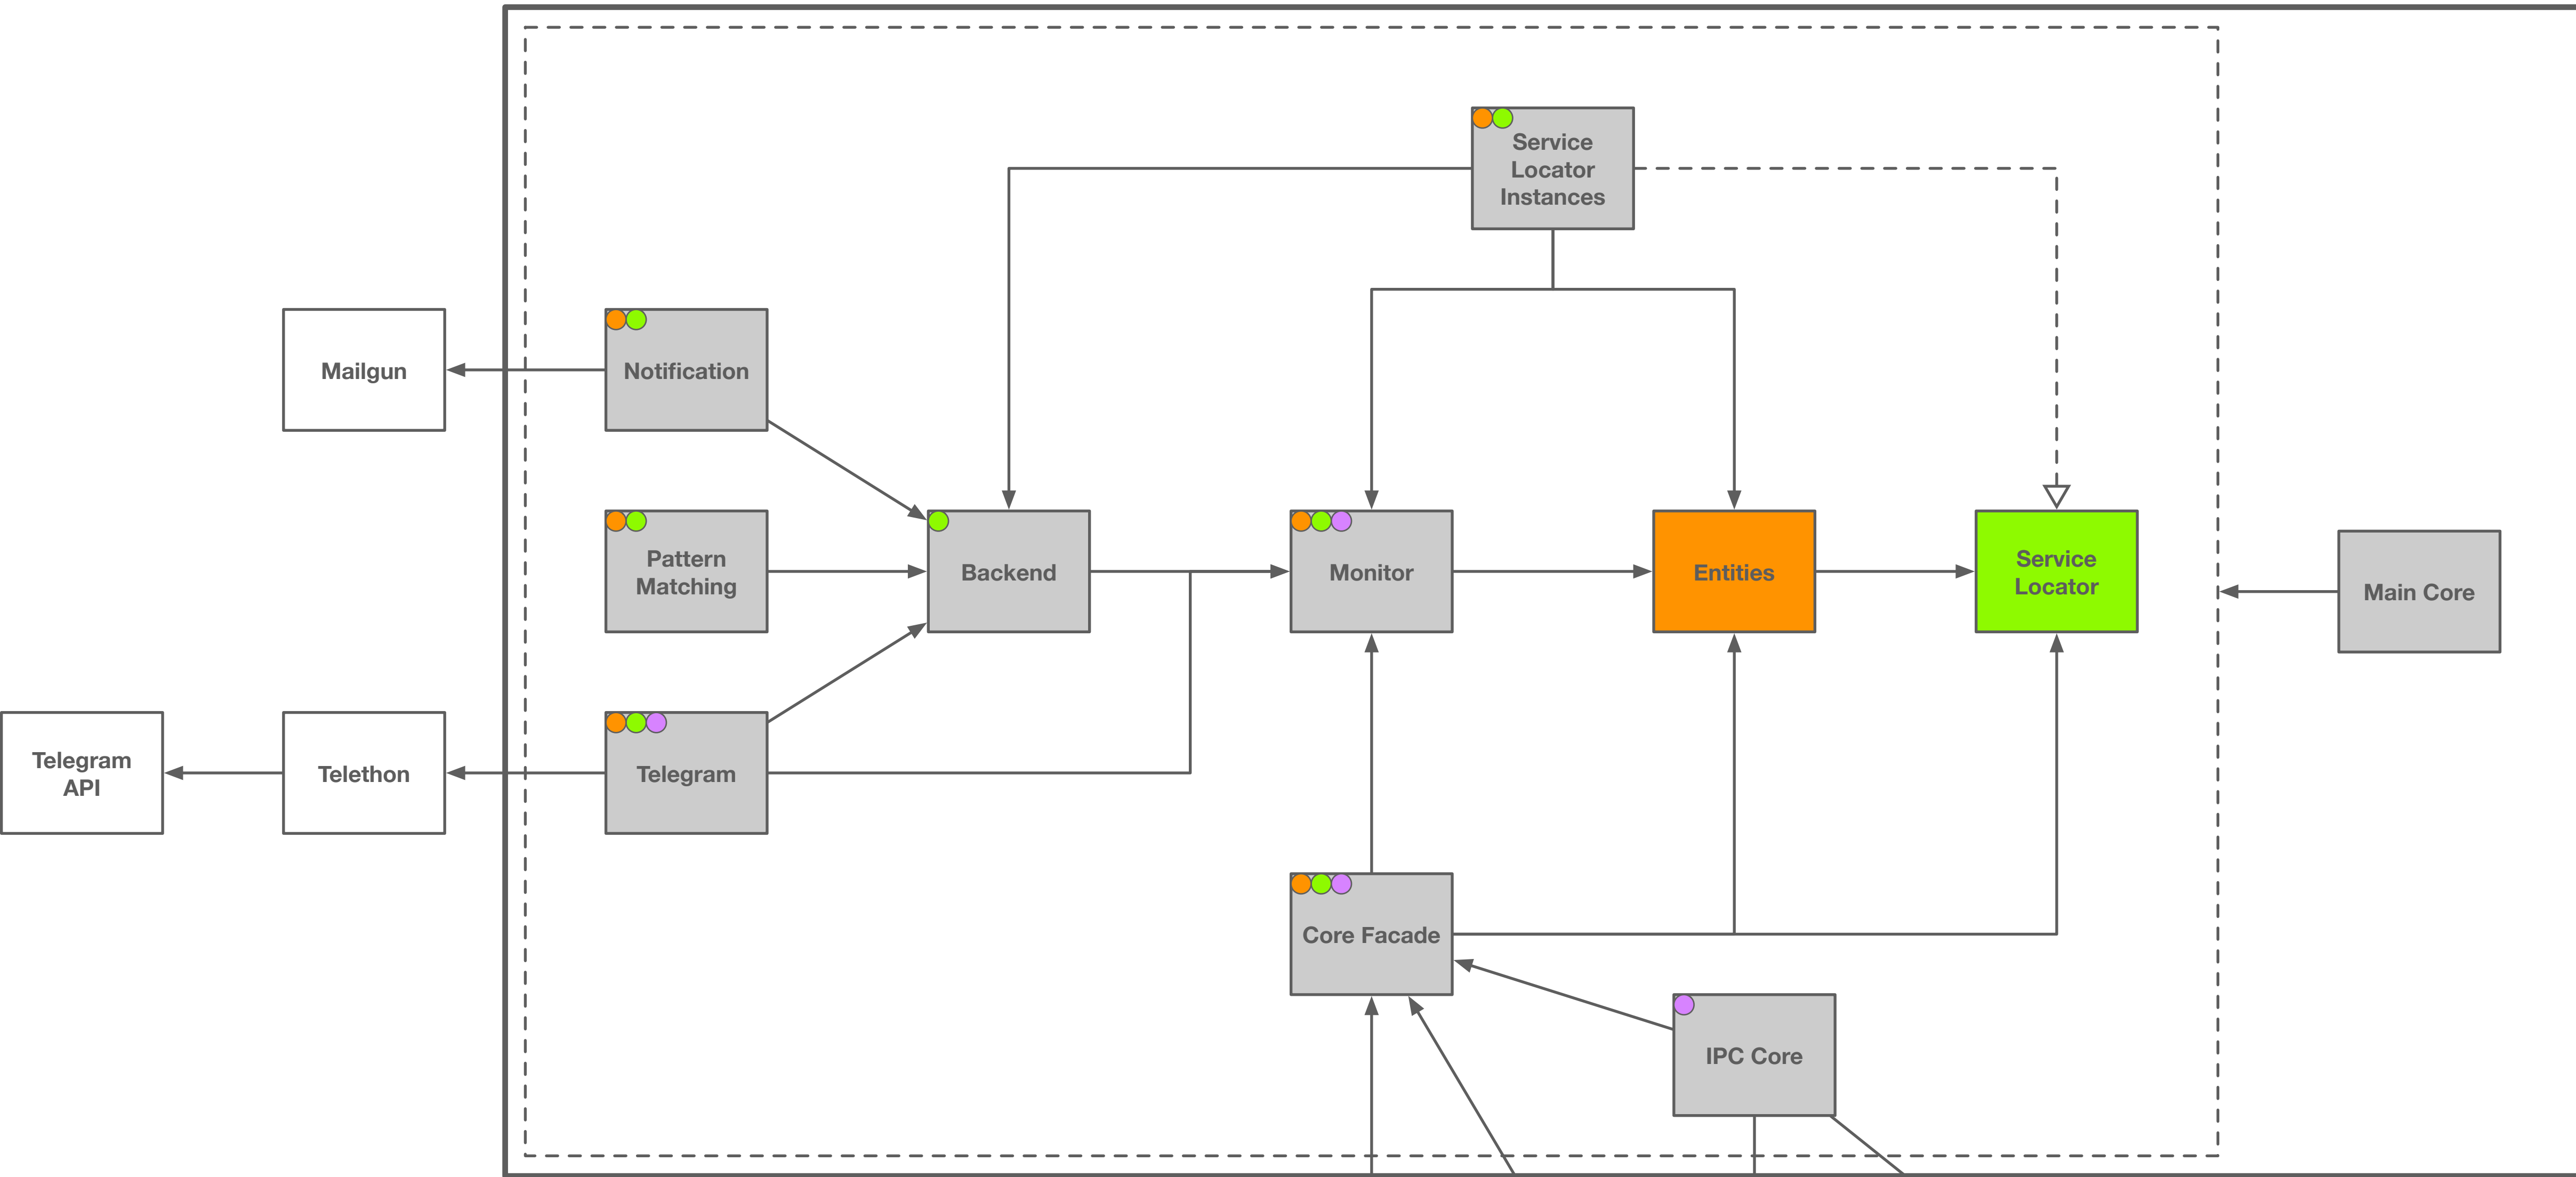 Service
Locator
Instances
Mailgun
Notification
Pattern
Matching
Backend
Monitor
Entities
Service
Locator
Main Core
Telegram
API
Telethon
Telegram
Core Facade
IPC Core